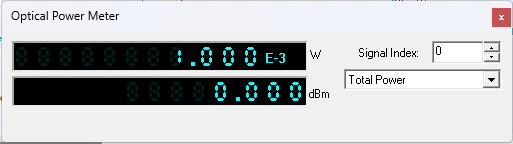 Optical Power Meter
x
1.000 E-3 W
Signal Index: 0
Total Power
0.000 dBm